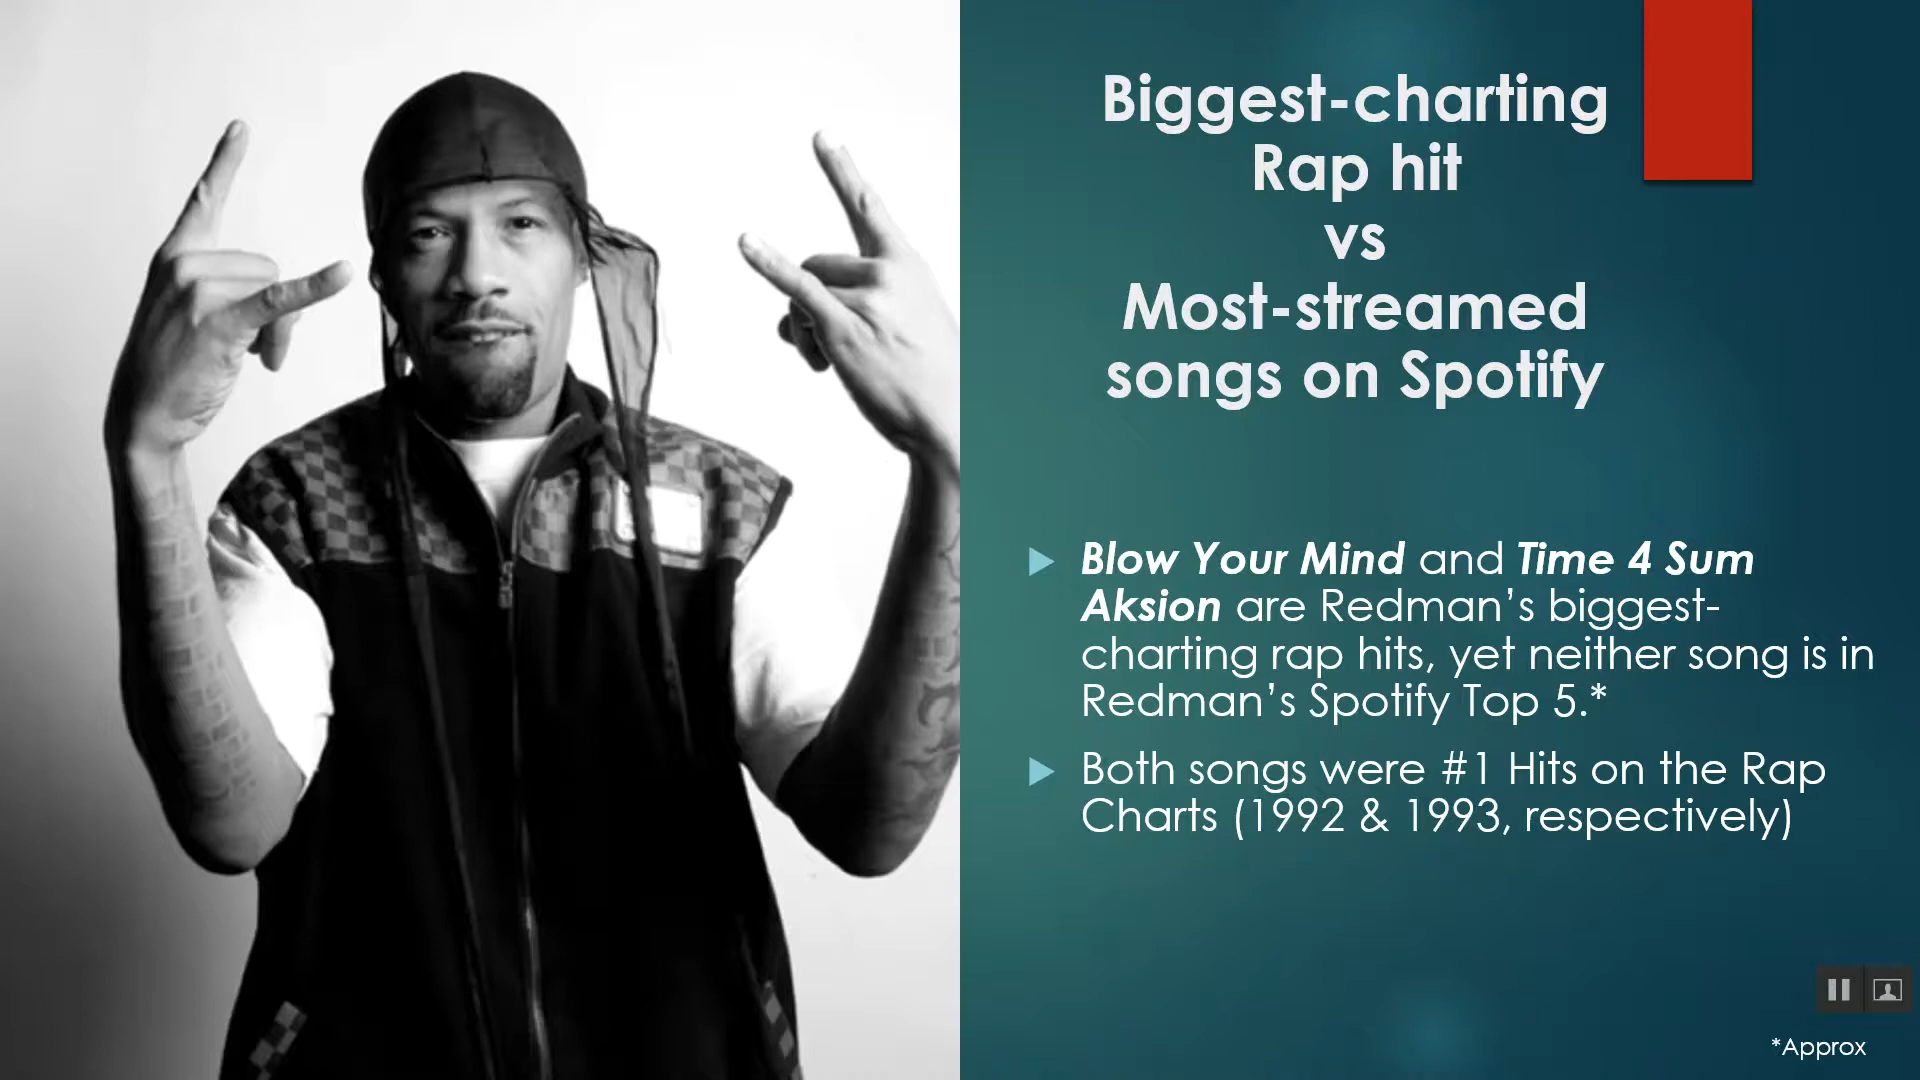 Biggest-charting
Rap hit
vs
Most-streamed
songs on Spotify
Blow Your Mind and Time 4 Sum
Aksion are Redman’s biggest-
charting rap hits, yet neither song is in
Redman’s Spotify Top 5.*
Both songs were #1 Hits on the Rap
Charts (1992 & 1993, respectively)
*Approx